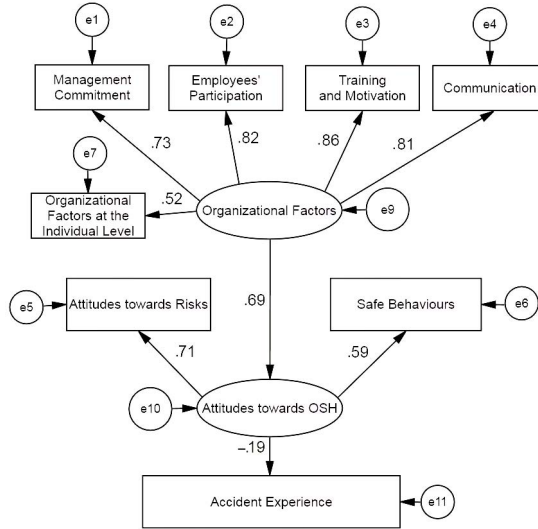 e1
e2
e3
e4
Management
Commitment
Employees'
Participation
Training
and Motivation
Communication
.73
.82
.86
.81
e7
.52
Organizational
Factors at the
Individual Level
Organizational Factors
e9
e5
Attitudes towards Risks
.69
Safe Behaviours
e6
.71
.59
e10
Attitudes towards OSH
–.19
Accident Experience
e11